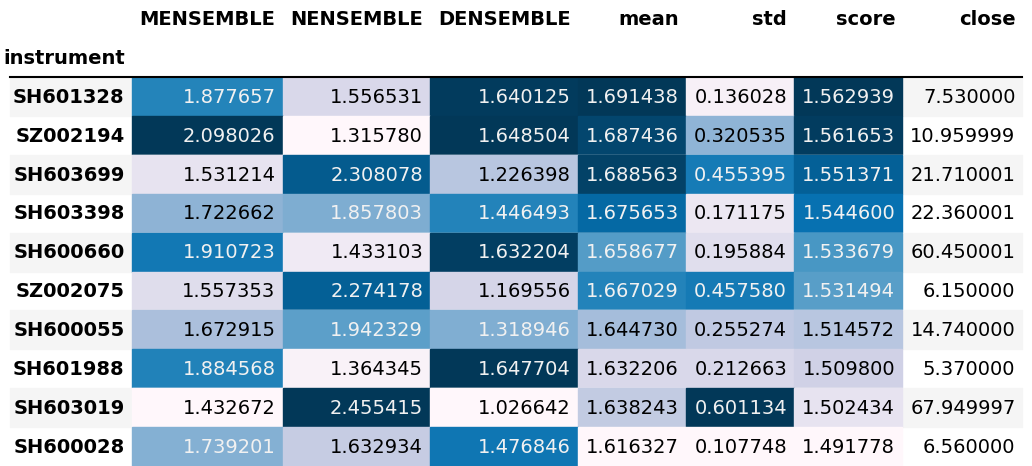 MENSEMBLE NENSEMBLE DENSEMBLE mean std score close
instrument
SH601328 1.877657 1.556531 1.640125 1.691438 0.136028 1.562939 7.530000
SZ002194 2.098026 1.315780 1.648504 1.687436 0.320535 1.561653 10.959999
SH603699 1.531214 2.308078 1.226398 1.688563 0.455395 1.551371 21.710001
SH603398 1.722662 1.857803 1.446493 1.675653 0.171175 1.544600 22.360001
SH600660 1.910723 1.433103 1.632204 1.658677 0.195884 1.533679 60.450001
SZ002075 1.557353 2.274178 1.169556 1.667029 0.457580 1.531494 6.150000
SH600055 1.672915 1.942329 1.318946 1.644730 0.255274 1.514572 14.740000
SH601988 1.884568 1.364345 1.647704 1.632206 0.212663 1.509800 5.370000
SH603019 1.432672 2.455415 1.026642 1.638243 0.601134 1.502434 67.949997
SH600028 1.739201 1.632934 1.476846 1.616327 0.107748 1.491778 6.560000